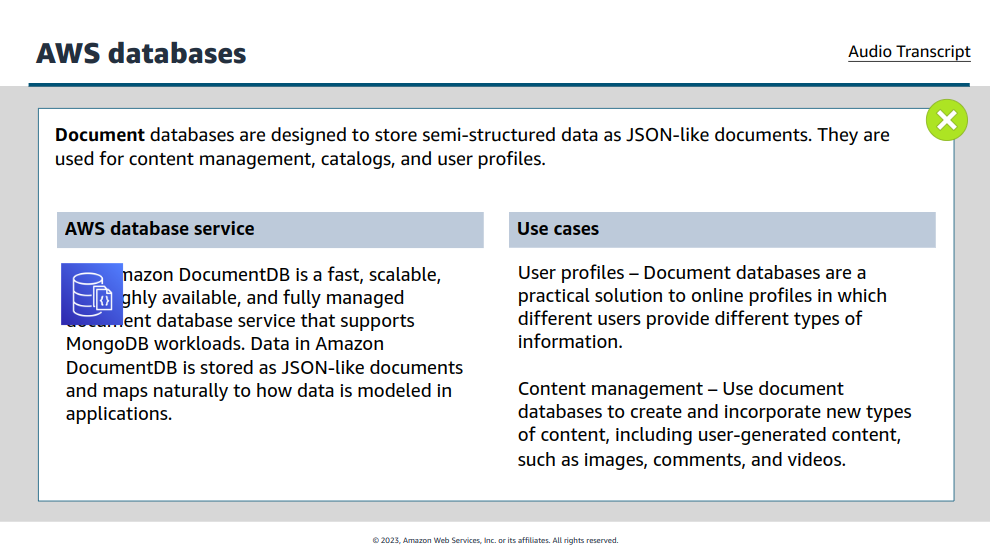 AWS databases
Audio Transcript
Document databases are designed to store semi-structured data as JSON-like documents. They are
used for content management, catalogs, and user profiles.
AWS database service
mazon DocumentDB is a fast, scalable,
ghly available, and fully managed
document database service that supports
MongoDB workloads. Data in Amazon
DocumentDB is stored as JSON-like documents
and maps naturally to how data is modeled in
applications.
Use cases
User profiles – Document databases are a
practical solution to online profiles in which
different users provide different types of
information.
Content management – Use document
databases to create and incorporate new types
of content, including user-generated content,
such as images, comments, and videos.
© 2023, Amazon Web Services, Inc. or its affiliates. All rights reserved.